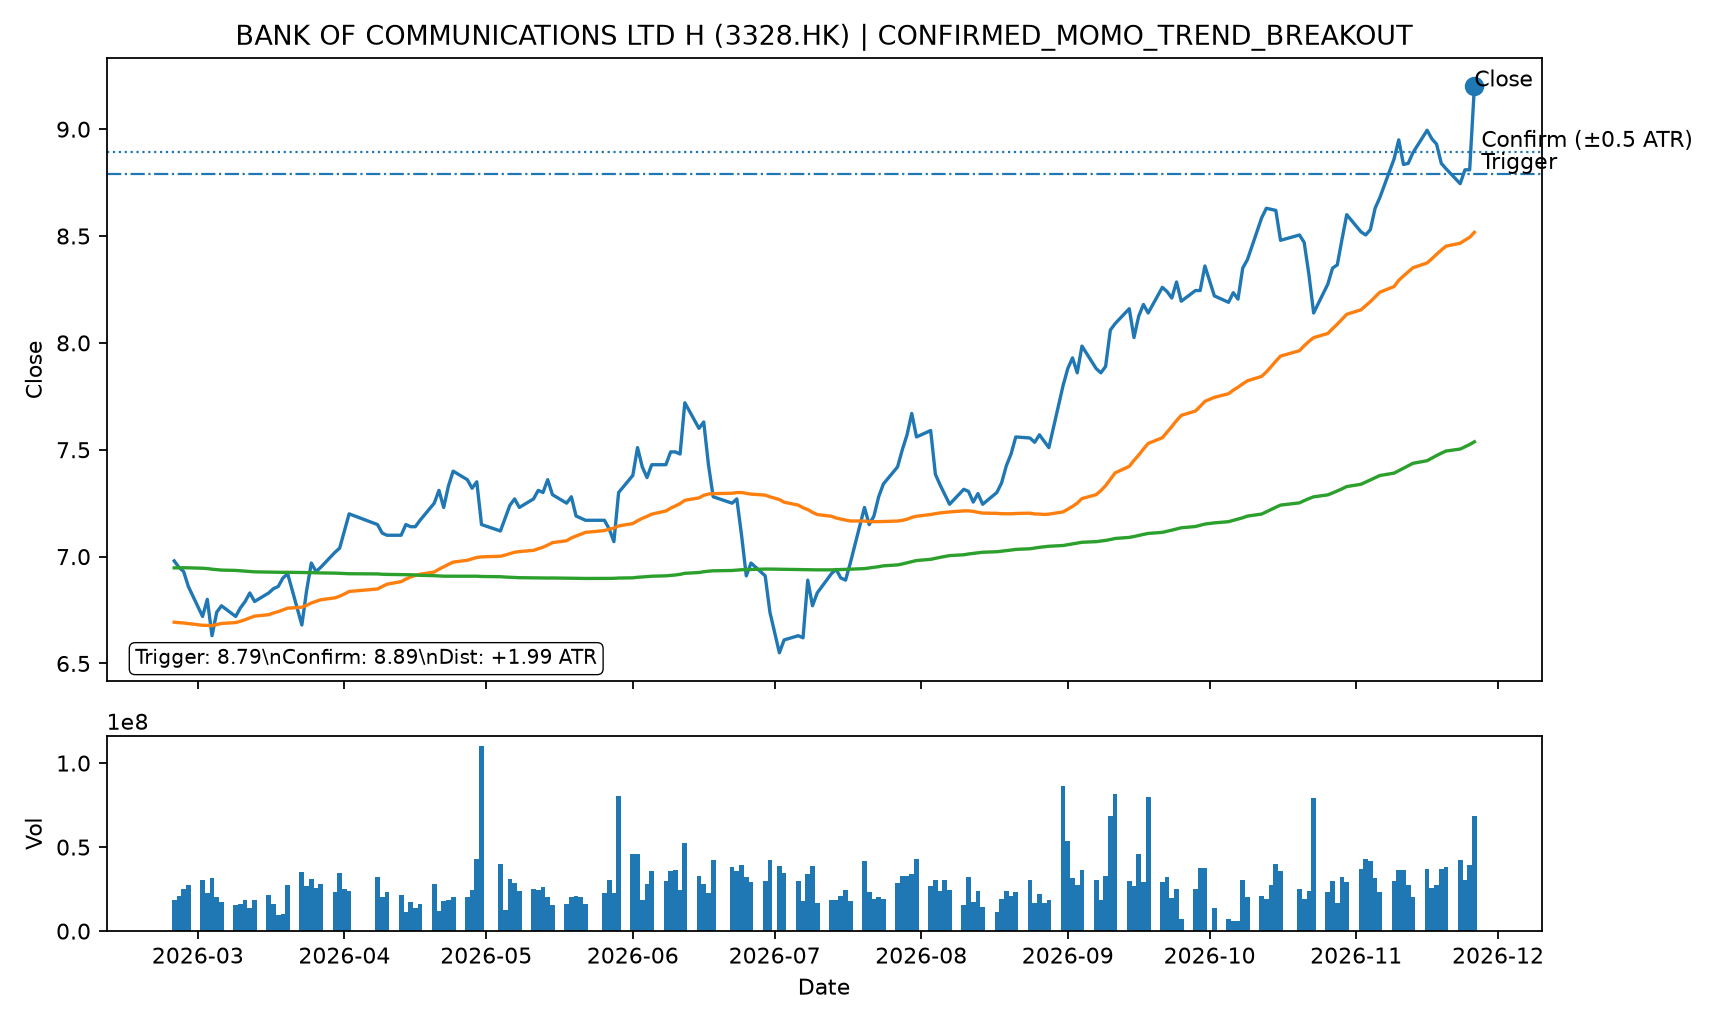 BANK OF COMMUNICATIONS LTD H (3328.HK) | CONFIRMED_MOMO_TREND_BREAKOUT
Close
9.0
8.5
8.0
7.5
7.0
6.5
Close
Confirm (±0.5 ATR)
Trigger
Trigger: 8.79\nConfirm: 8.89\nDist: +1.99 ATR
1e8
Vol
1.0
0.5
0.0
2026-03 2026-04 2026-05 2026-06 2026-07 2026-08 2026-09 2026-10 2026-11 2026-12
Date